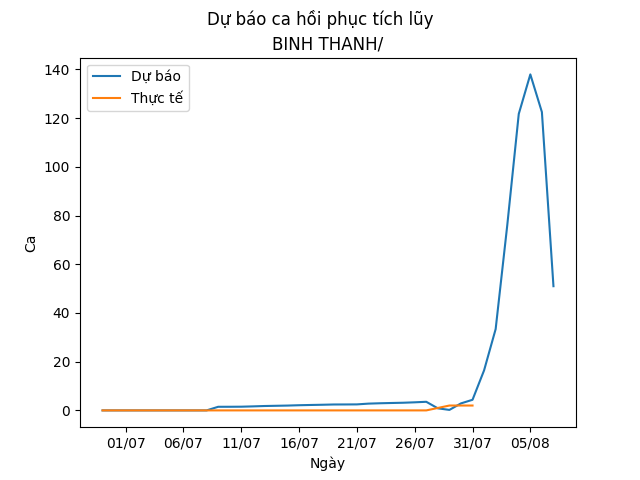 Dự báo ca hồi phục tích lũy
BINH THANH/
Dự báo
Thực tế
140
120
100
80
60
40
20
0
Ca
01/07 06/07 11/07 16/07 21/07 26/07 31/07 05/08
Ngày